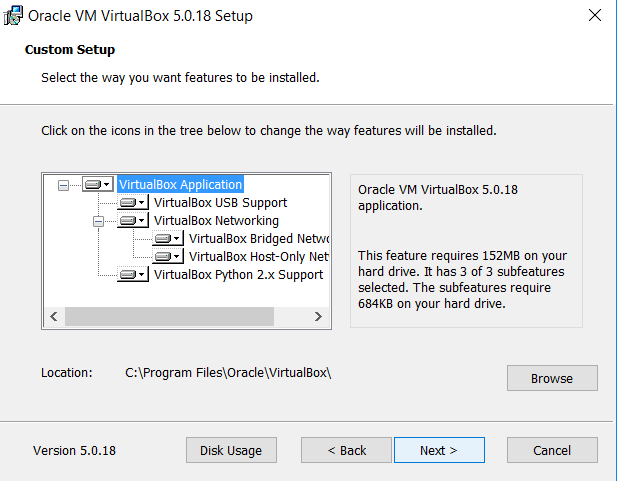 Oracle VM VirtualBox 5.0.18 Setup
Custom Setup
Select the way you want features to be installed.
Click on the icons in the tree below to change the way features will be installed.
VirtualBox Application
VirtualBox USB Support
VirtualBox Networking
VirtualBox Bridged Netw
VirtualBox Host-Only Net
VirtualBox Python 2.x Support
Oracle VM VirtualBox 5.0.18
application.
This feature requires 152MB on your
hard drive. It has 3 of 3 subfeatures
selected. The subfeatures require
684KB on your hard drive.
Location: C:\Program Files\Oracle\VirtualBox\
Browse
Version 5.0.18
Disk Usage
< Back
Next >
Cancel